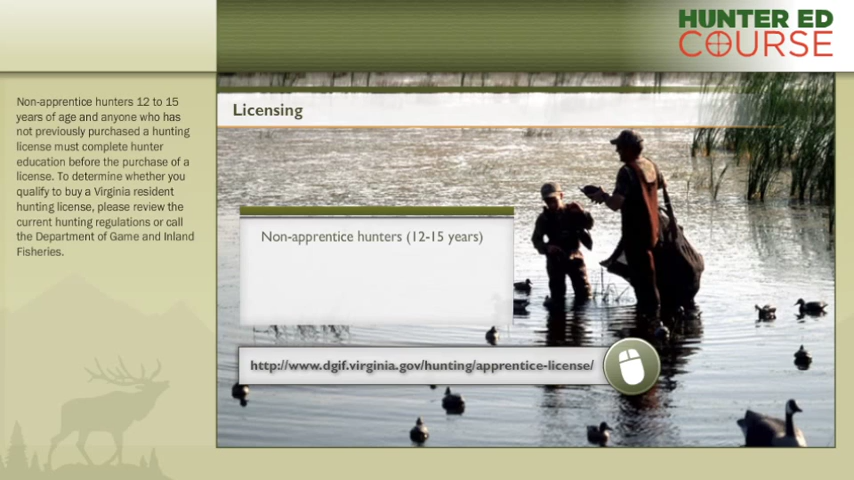 HUNTER ED
COURSE
Non-apprentice hunters 12 to 15
years of age and anyone who has
not previously purchased a hunting
license must complete hunter
education before the purchase of a
license. To determine whether you
qualify to buy a Virginia resident
hunting license, please review the
current hunting regulations or call
the Department of Game and Inland
Fisheries.
Licensing
Non-apprentice hunters (12-15 years)
http://www.dgif.virginia.gov/hunting/apprentice-license/